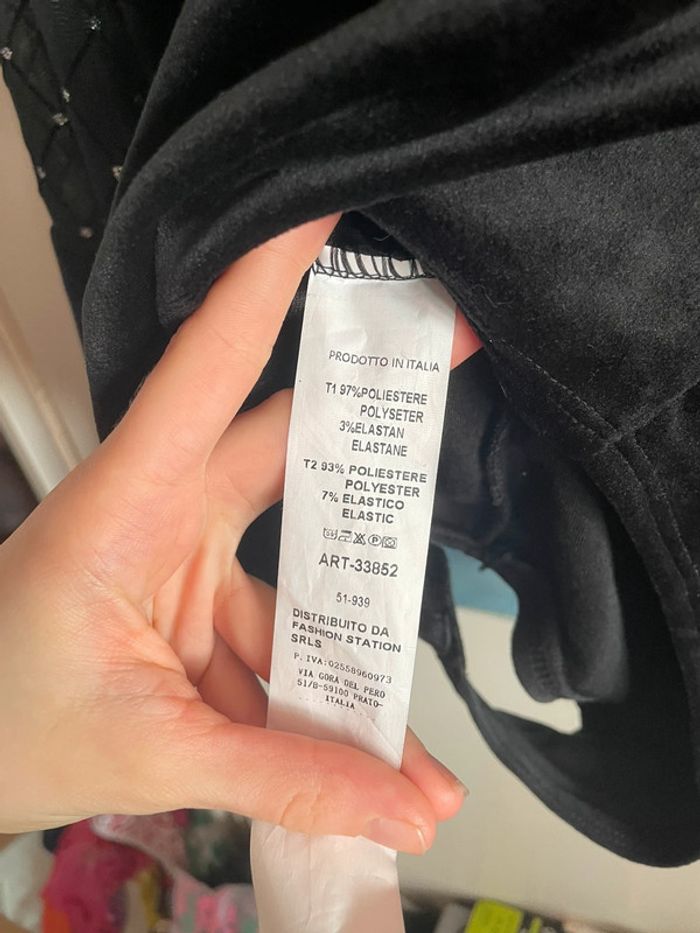 PRODOTTO IN ITALIA
T1 97%POLIESTERE
POLYSETER
3%ELASTAN
ELASTANE
T2 93% POLIESTERE
POLYESTER
7% ELASTICO
ELASTIC
ART-33852
51-939
DISTRIBUITO DA
FASHION STATION
SRLS
P. IVA:02558960973
VIA GORA DEL PERO
51/B-59100 PRATO-
ITALIA